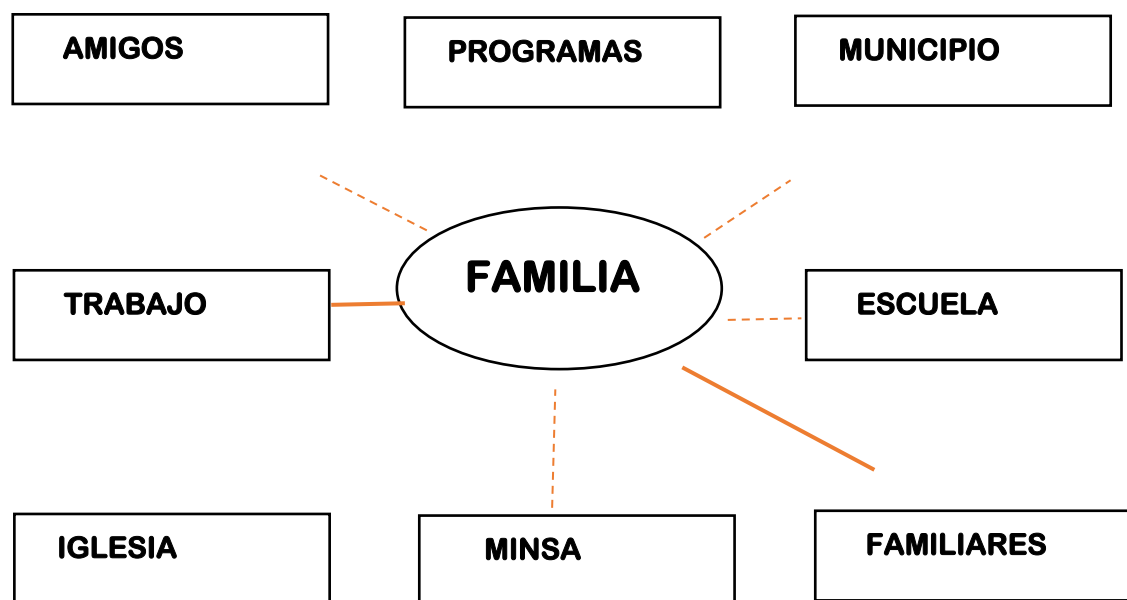 AMIGOS
PROGRAMAS
MUNICIPIO
FAMILIA
TRABAJO
ESCUELA
IGLESIA
MINSA
FAMILIARES